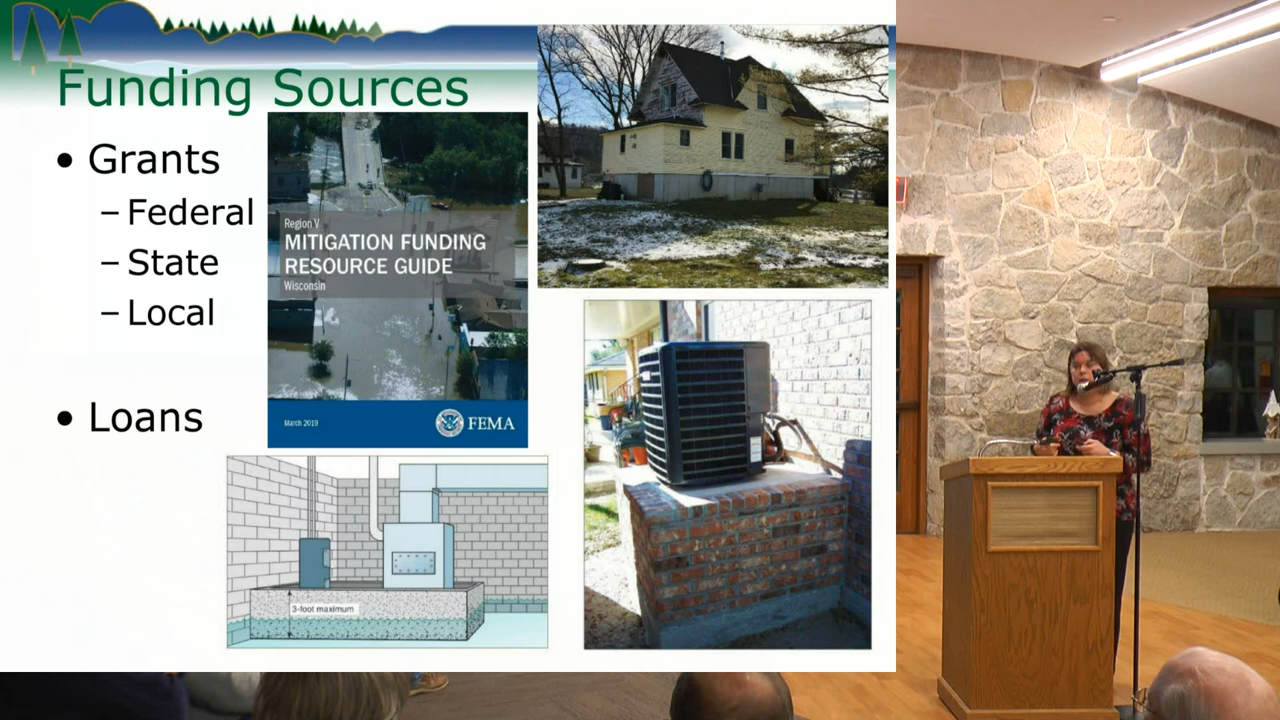 Funding Sources
• Grants
– Federal
– State
– Local
• Loans
Region V
MITIGATION FUNDING
RESOURCE GUIDE
Wisconsin
March 2019
FEMA
3-foot maximum